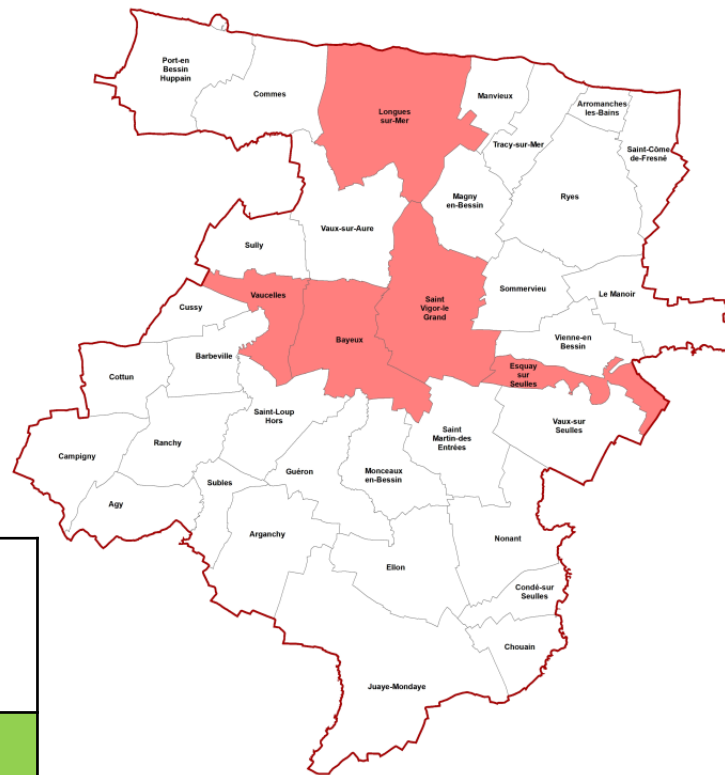 Port-en
Bessin
Huppain
Commes
Longues
sur-Mer
Manvieux
Arromanches
les-Bains
Tracy-sur-Mer
Saint-Côme
de-Fresné
Magny
en-Bessin
Ryes
Vaux-sur-Aure
Sully
Sommervieu
Le Manoir
Vaucelles
Cussy
Saint
Vigor-le
Grand
Bayeux
Vienne-en
Bessin
Barbeville
Esquay
sur
Seulles
Cottun
Saint-Loup
Hors
Saint
Martin-des
Entrées
Vaux-sur
Seulles
Ranchy
Campigny
Guéron
Monceaux
en-Bessin
Subles
Agy
Arganchy
Nonant
Ellon
Condé-sur
Seulles
Chouain
Juaye-Mondaye